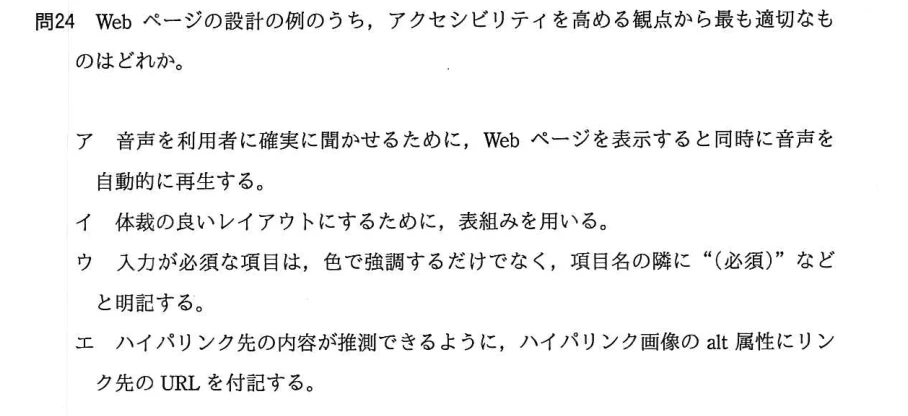 問24 Web ページの設計の例のうち，アクセシビリティを高める観点から最も適切なも
のはどれか。
ア 音声を利用者に確実に聞かせるために，Web ページを表示すると同時に音声を
自動的に再生する。
イ 体裁の良いレイアウトにするために，表組みを用いる。
ウ 入力が必須な項目は，色で強調するだけでなく，項目名の隣に“（必須）”など
と明記する。
エ ハイパリンク先の内容が推測できるように，ハイパリンク画像の alt 属性にリン
ク先の URL を付記する。